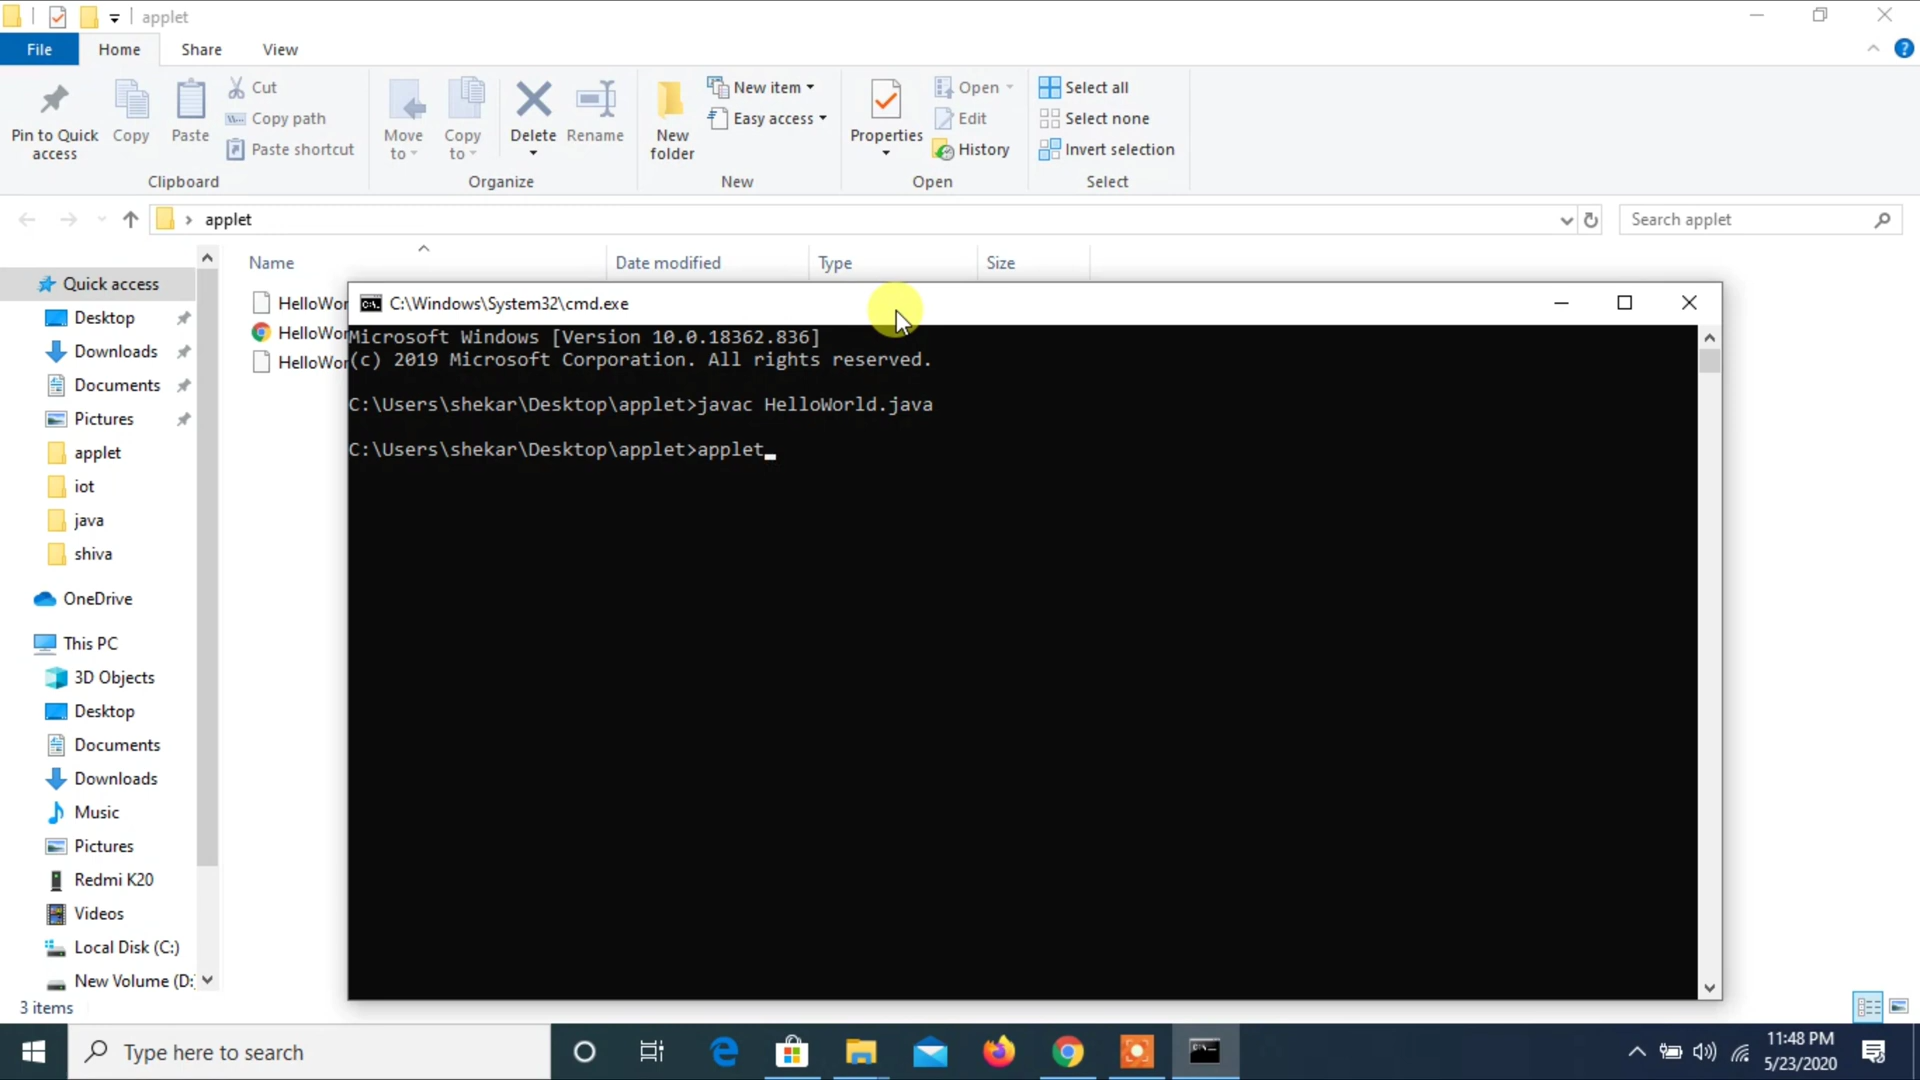 applet
File Home Share View
Pin to Quick access
Copy
Paste
Cut
Copy path
Paste shortcut
Clipboard
Move to
Copy to
Delete
Rename
Organize
New folder
New item
Easy access
New
Properties
Open
Edit
History
Open
Select all
Select none
Invert selection
Select
applet
Search applet
Name Date modified Type Size
Quick access
Desktop
Downloads
Documents
Pictures
applet
iot
java
shiva
OneDrive
This PC
3D Objects
Desktop
Documents
Downloads
Music
Pictures
Redmi K20
Videos
Local Disk (C:)
New Volume (D:
3 items
HelloWor
HelloWor
HelloWor
C:\Windows\System32\cmd.exe
Microsoft Windows [Version 10.0.18362.836]
(c) 2019 Microsoft Corporation. All rights reserved.
C:\Users\shekar\Desktop\applet>javac HelloWorld.java
C:\Users\shekar\Desktop\applet>applet
Type here to search
11:48 PM
5/23/2020